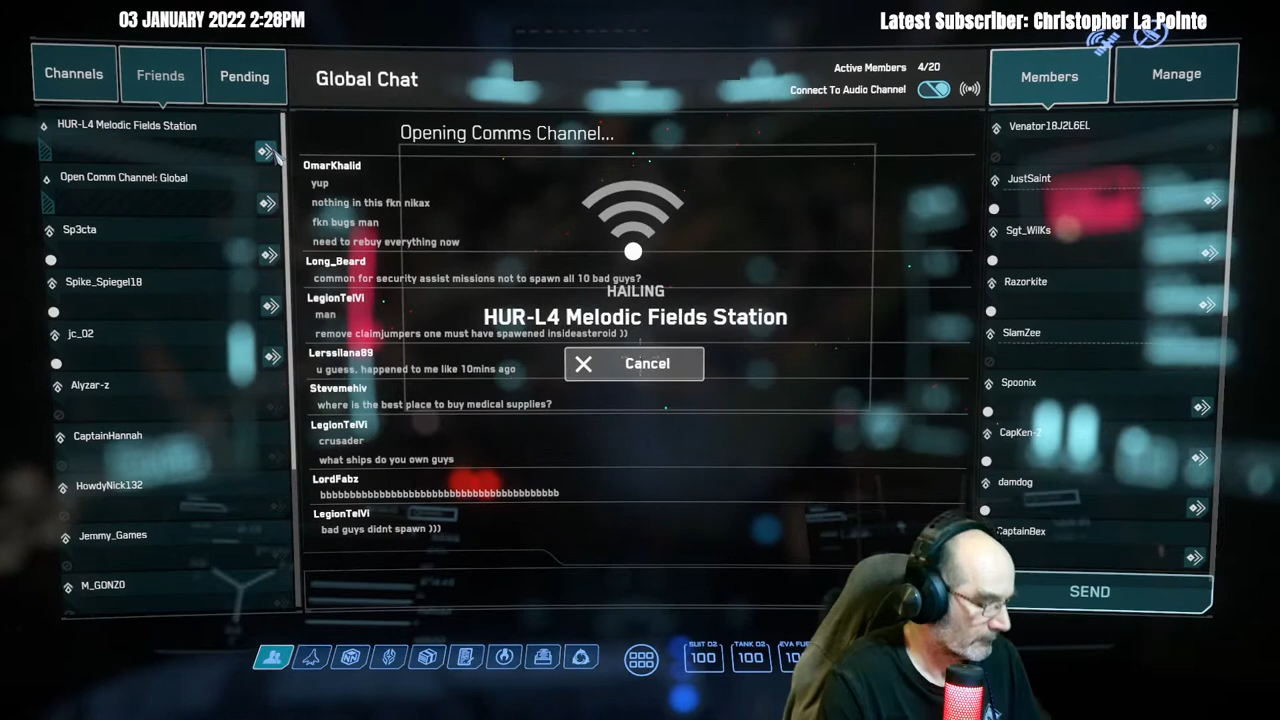 03 JANUARY 2022 2:28PM
Latest Subscriber: Christopher La Pointe
Channels
Friends
Pending
Global Chat
Active Members 4/20
Connect To Audio Channel
Members
Manage
HUR-L4 Melodic Fields Station
Open Comm Channel: Global
Sp3cta
Spike_Spiegel18
jc_02
Alyzar-z
CaptainHannah
HowdyNick132
Jemmy_Games
M_GONZO
Opening Comms Channel...
OmarKhalid
yup
nothing in this fkn nikax
fkn bugs man
need to rebuy everything now
Long_Beard
common for security assist missions not to spawn all 10 bad guys?
LegionTelVi
man
remove claimjumpers one must have spawened insideasteroid ))
Lerssilana89
u guess, happened to me like 10mins ago
Stevemehiv
where is the best place to buy medical supplies?
LegionTelVi
crusader
what ships do you own guys
LordFabz
bbbbbbbbbbbbbbbbbbbbbbbbbbbbbbbbbbbbbbbbb
LegionTelVi
bad guys didnt spawn )))
HAILING
HUR-L4 Melodic Fields Station
Cancel
Venator18J2L6EL
JustSaint
Sgt_WilKs
Razorkite
SlamZee
Spoonix
CapKen-Z
damdog
CaptainBex
SEND
SUIT O2
100
TANK O2
100
EVA FU